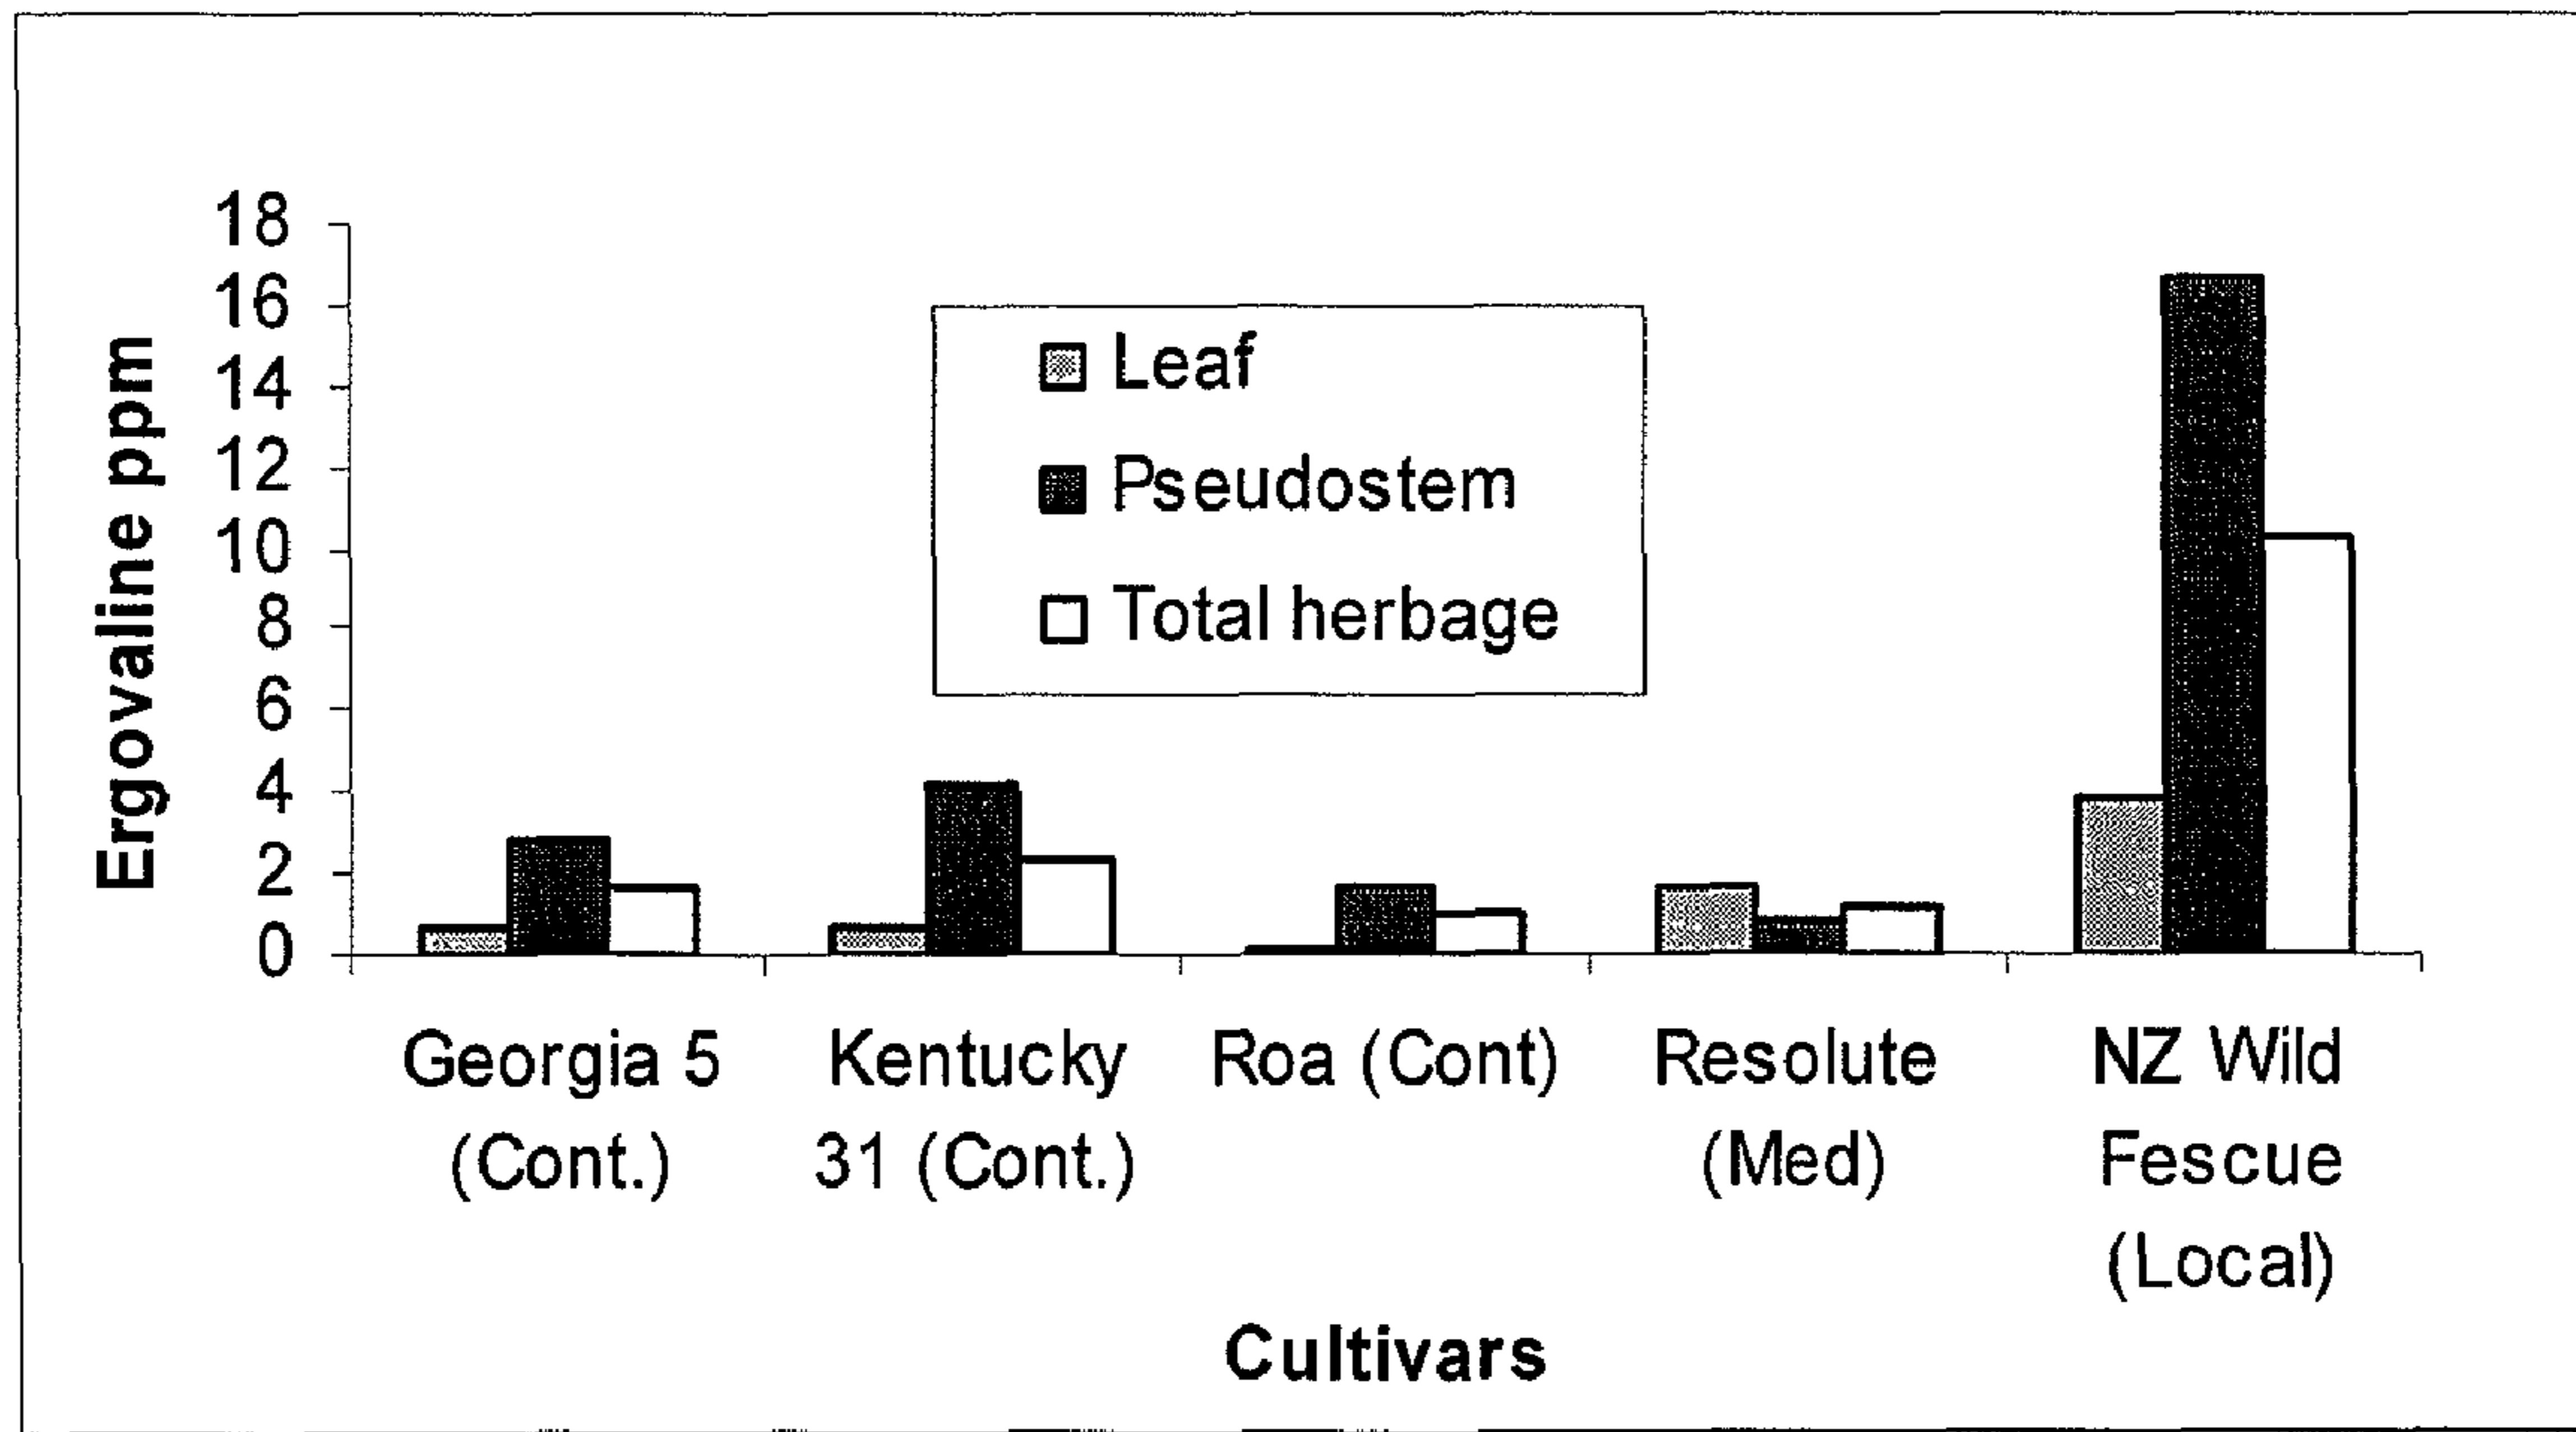 18
16
14
12
10
8
6
4
2
0
Ergovaline ppm
Leaf
Pseudostem
Total herbage
Georgia 5
(Cont.)
Kentucky
31 (Cont.)
Roa (Cont)
Resolute
(Med)
NZ Wild
Fescue
(Local)
Cultivars